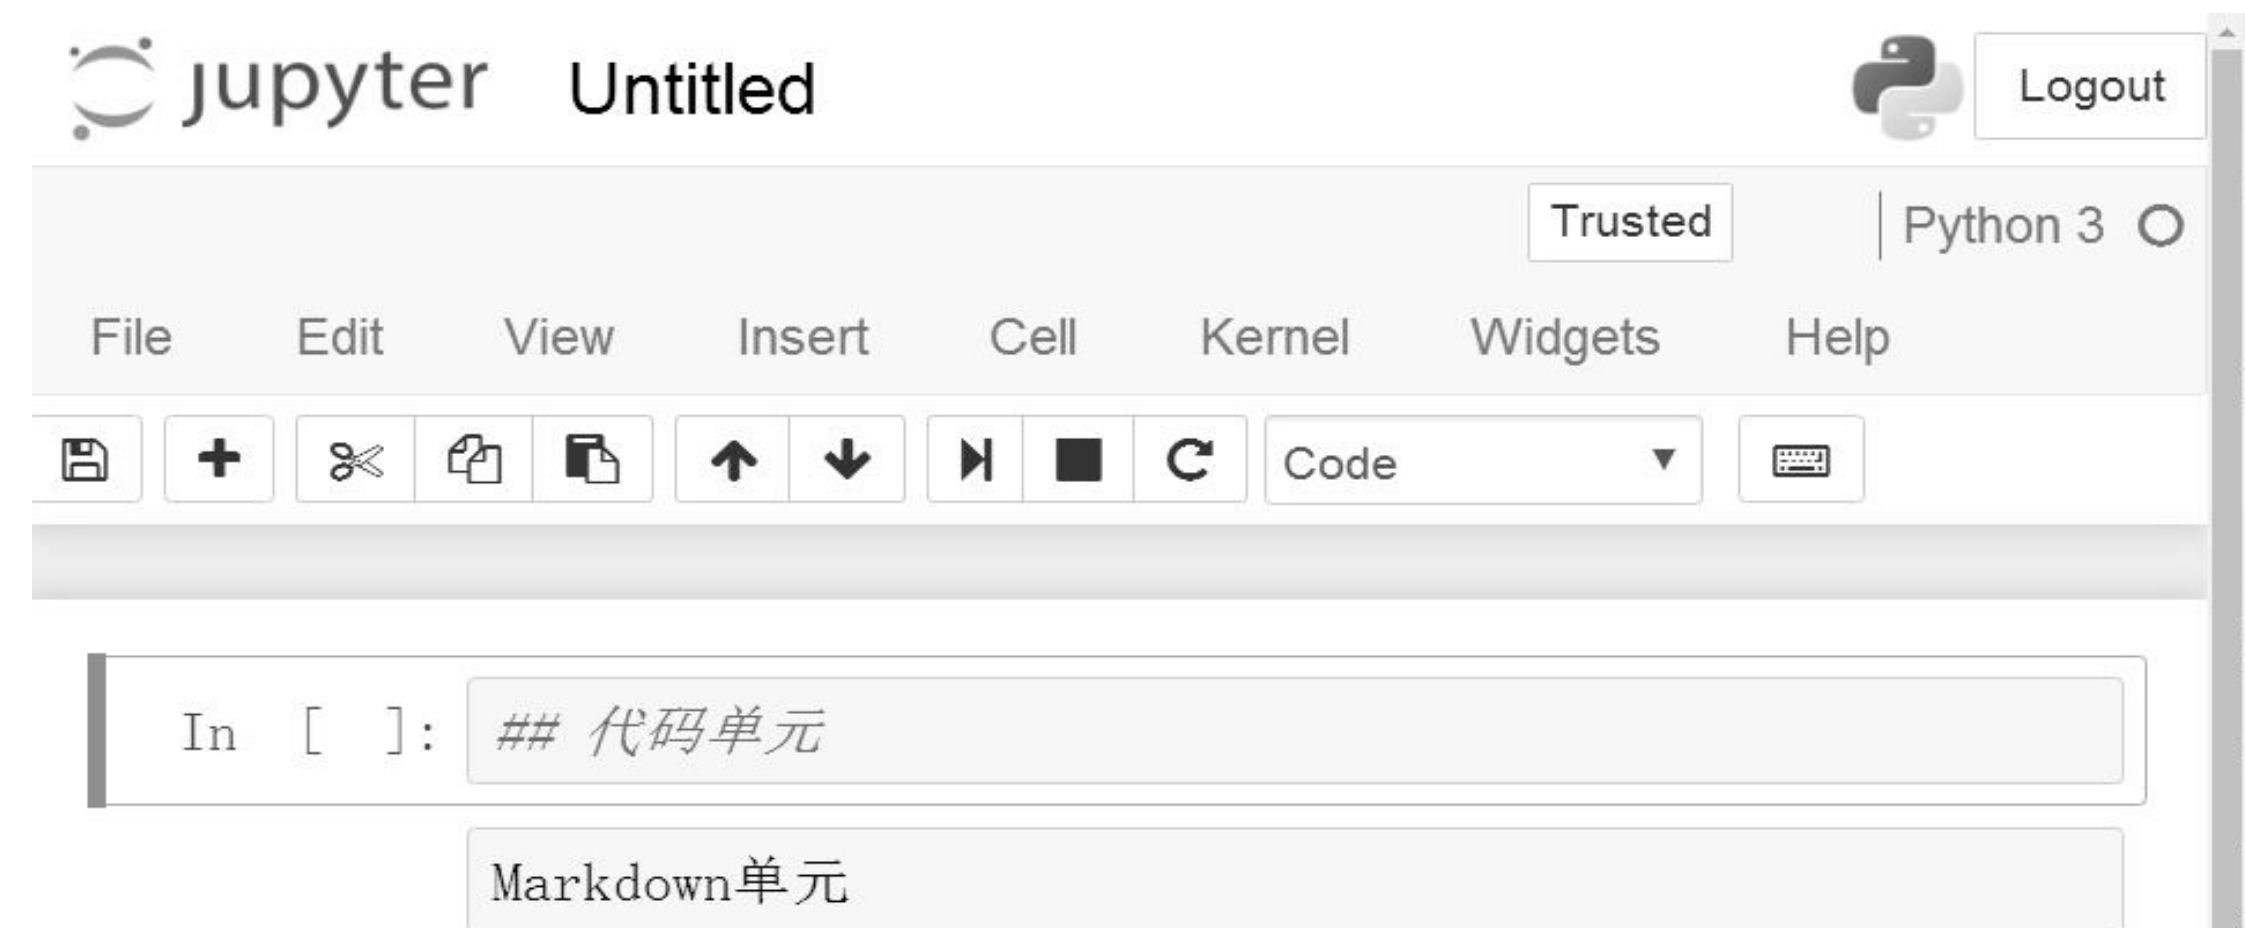 jupyter Untitled Logout
Trusted Python 3
File Edit View Insert Cell Kernel Widgets Help
Code
In [ ]: ## 代码单元
Markdown单元